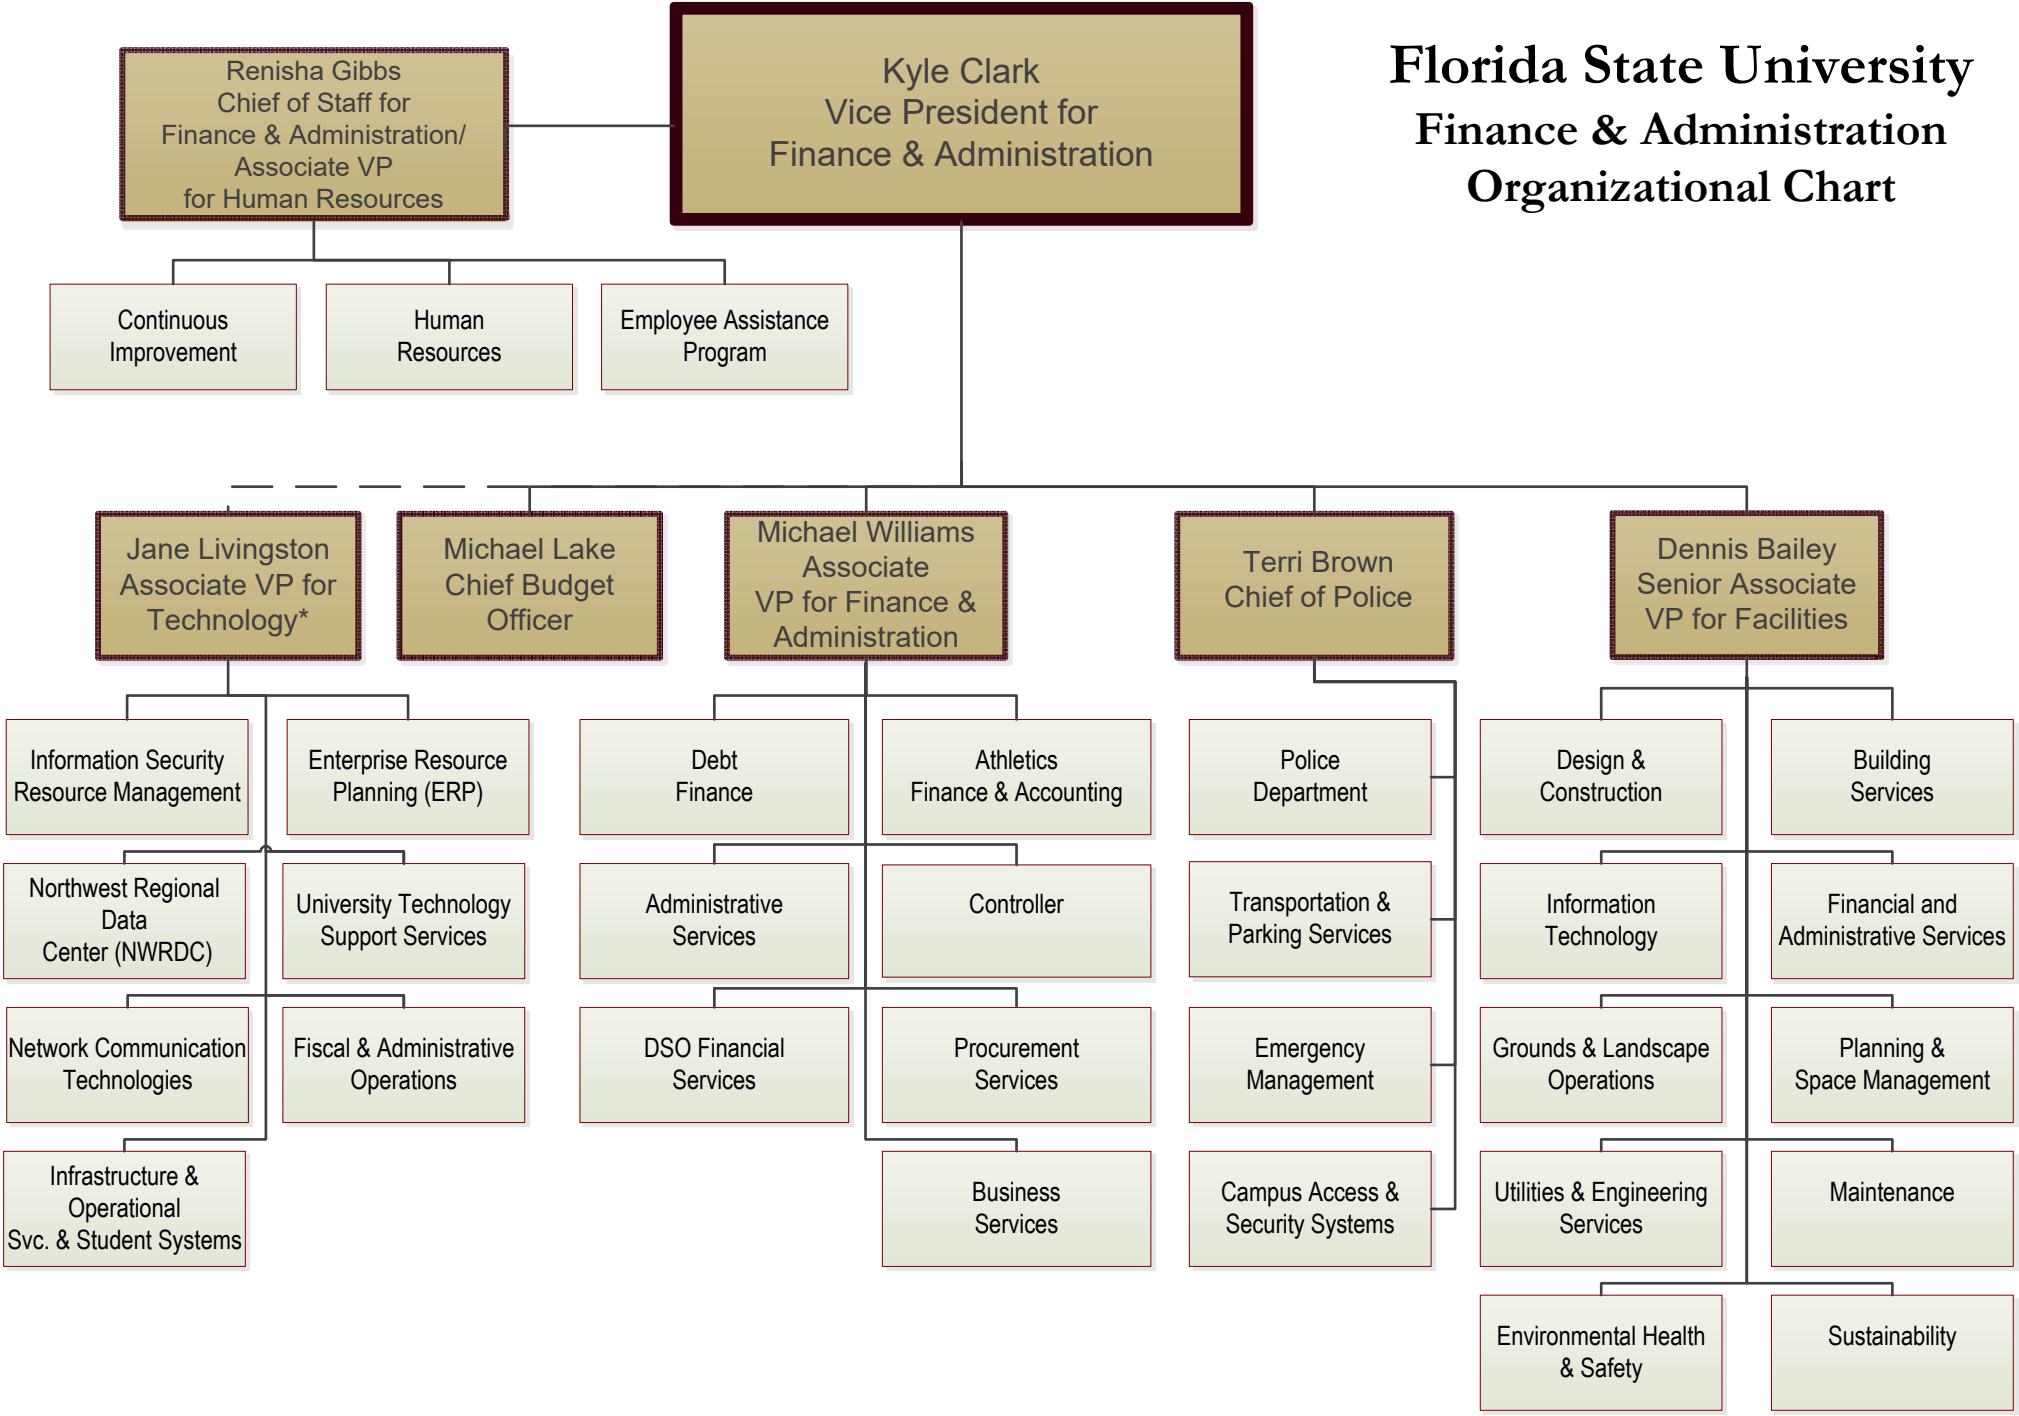 Florida State University
Finance & Administration
Organizational Chart
Kyle Clark
Vice President for
Finance & Administration
Renisha Gibbs
Chief of Staff for
Finance & Administration/
Associate VP
for Human Resources
Continuous
Improvement
Human
Resources
Employee Assistance
Program
Jane Livingston
Associate VP for
Technology*
Michael Lake
Chief Budget
Officer
Michael Williams
Associate
VP for Finance &
Administration
Terri Brown
Chief of Police
Dennis Bailey
Senior Associate
VP for Facilities
Information Security
Resource Management
Enterprise Resource
Planning (ERP)
Northwest Regional
Data
Center (NWRDC)
University Technology
Support Services
Network Communication
Technologies
Fiscal & Administrative
Operations
Infrastructure &
Operational
Svc. & Student Systems
Debt
Finance
Athletics
Finance & Accounting
Administrative
Services
Controller
DSO Financial
Services
Procurement
Services
Business
Services
Police
Department
Transportation &
Parking Services
Emergency
Management
Campus Access &
Security Systems
Design &
Construction
Building
Services
Information
Technology
Financial and
Administrative Services
Grounds & Landscape
Operations
Planning &
Space Management
Utilities & Engineering
Services
Maintenance
Environmental Health
& Safety
Sustainability